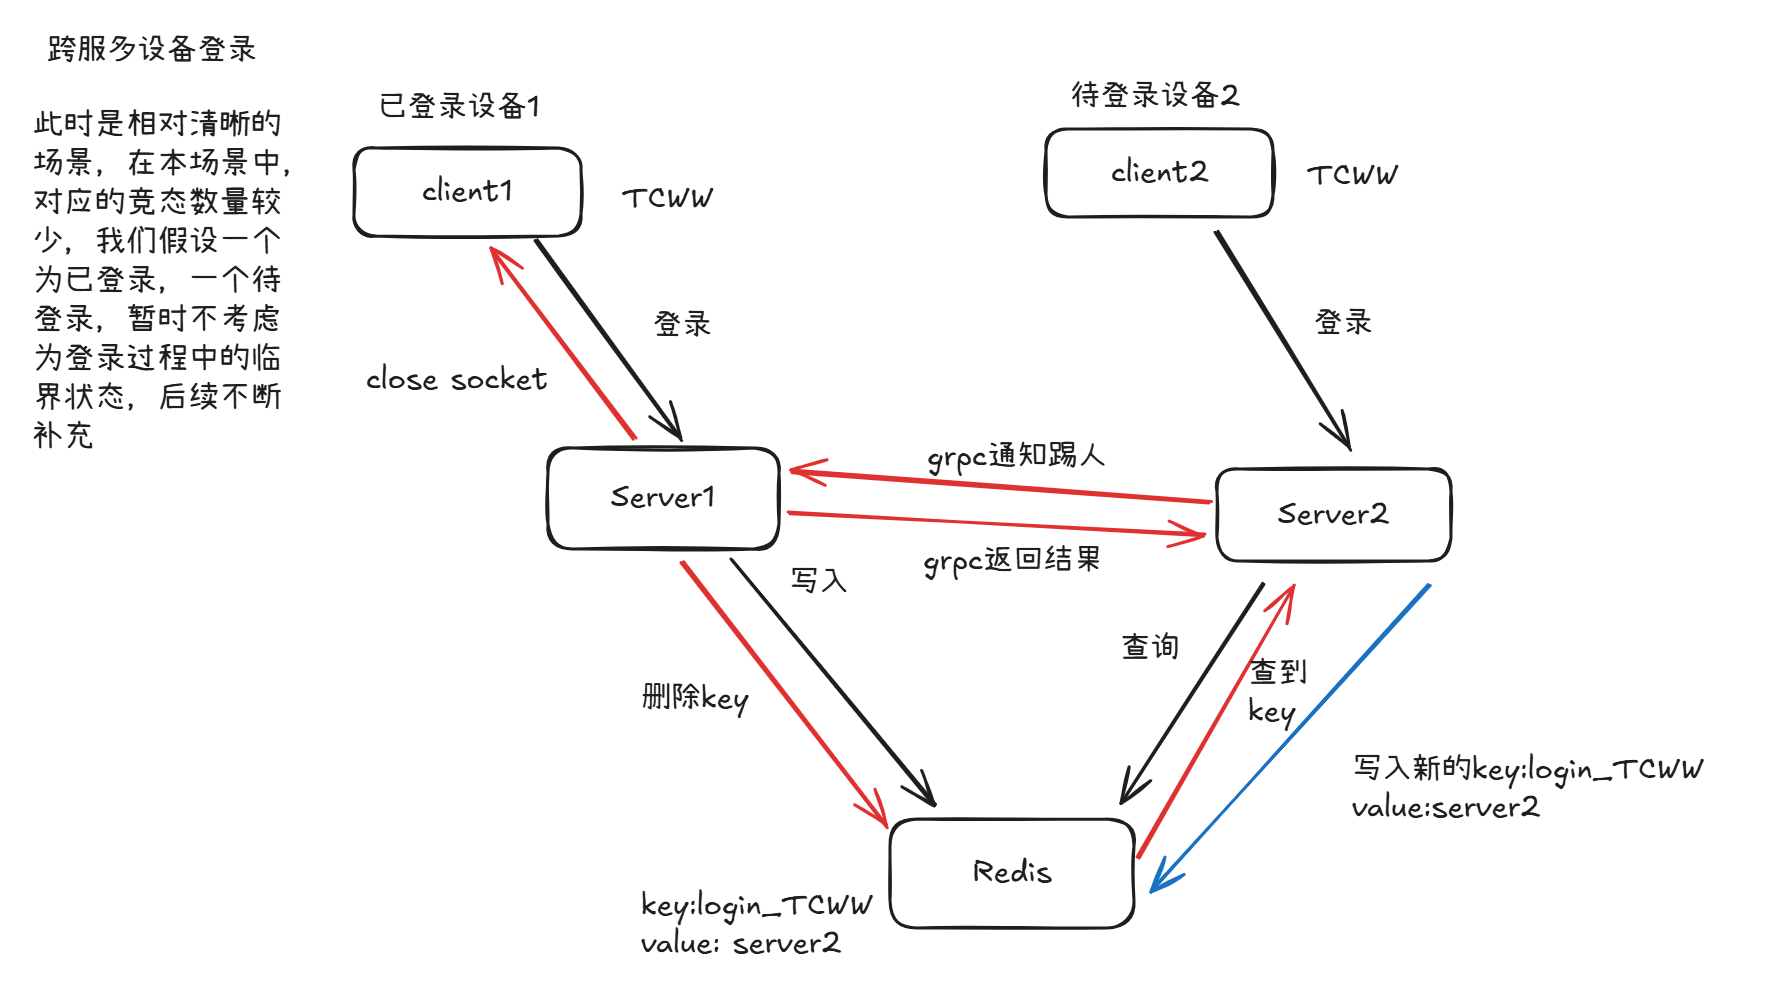 跨服多设备登录
此时是相对清晰的
场景，在本场景中，
对应的竞态数量较
少，我们假设一个
为已登录，一个待
登录，暂时不考虑
为登录过程中的临
界状态，后续不断
补充
已登录设备1
client1
TCWW
待登录设备2
client2
TCWW
登录
登录
close socket
Server1
grpc通知踢人
grpc返回结果
Server2
写入
删除key
查询
查到
key
写入新的key:login_TCWW
value:server2
Redis
key:login_TCWW
value: server2